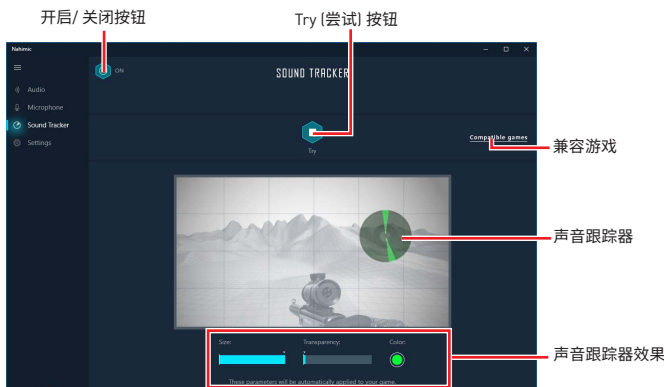 开启/ 关闭按钮
Try (尝试) 按钮
Nahimic
ON
SOUND TRACKER
Audio
Microphone
Sound Tracker
Settings
Try
Compatible games
兼容游戏
声音跟踪器
Size:
Transparency:
Color:
声音跟踪器效果
These parameters will be automatically applied to your game.